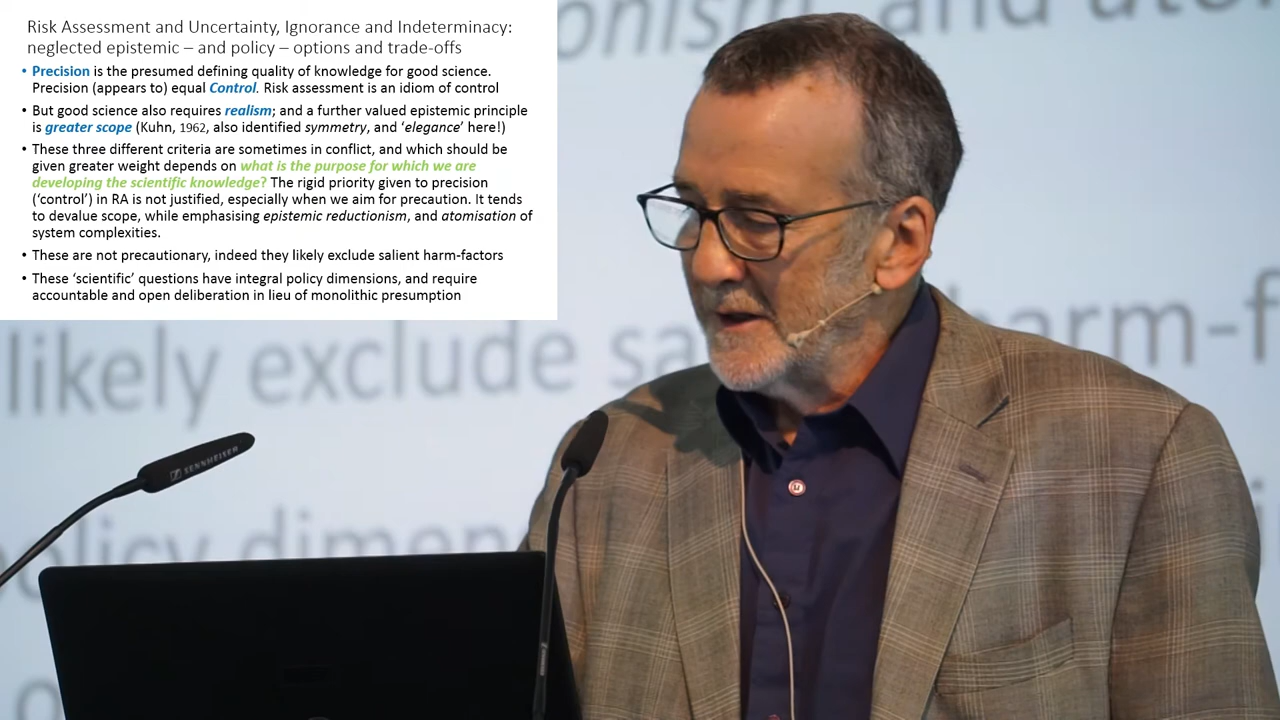 Risk Assessment and Uncertainty, Ignorance and Indeterminacy:
neglected epistemic – and policy – options and trade-offs
• Precision is the presumed defining quality of knowledge for good science.
Precision (appears to) equal Control. Risk assessment is an idiom of control
• But good science also requires realism; and a further valued epistemic principle
is greater scope (Kuhn, 1962, also identified symmetry, and ‘elegance’ here!)
• These three different criteria are sometimes in conflict, and which should be
given greater weight depends on what is the purpose for which we are
developing the scientific knowledge? The rigid priority given to precision
(‘control’) in RA is not justified, especially when we aim for precaution. It tends
to devalue scope, while emphasising epistemic reductionism, and atomisation of
system complexities.
• These are not precautionary, indeed they likely exclude salient harm-factors
• These ‘scientific’ questions have integral policy dimensions, and require
accountable and open deliberation in lieu of monolithic presumption
onism, and atom
likely exclude sa harm-f
policy dimen
SENNHEISER